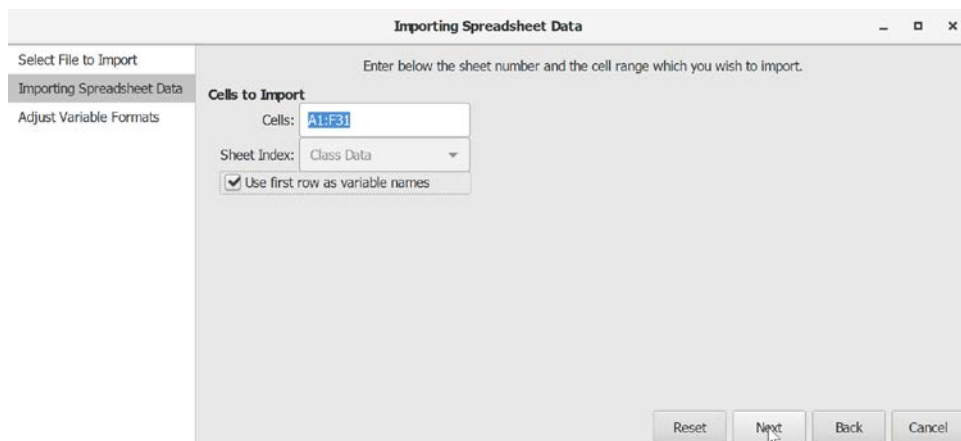 Importing Spreadsheet Data
Select File to Import
Importing Spreadsheet Data
Adjust Variable Formats
Enter below the sheet number and the cell range which you wish to import.
Cells to Import
Cells: A1:F31
Sheet Index: Class Data
Use first row as variable names
Reset Next Back Cancel